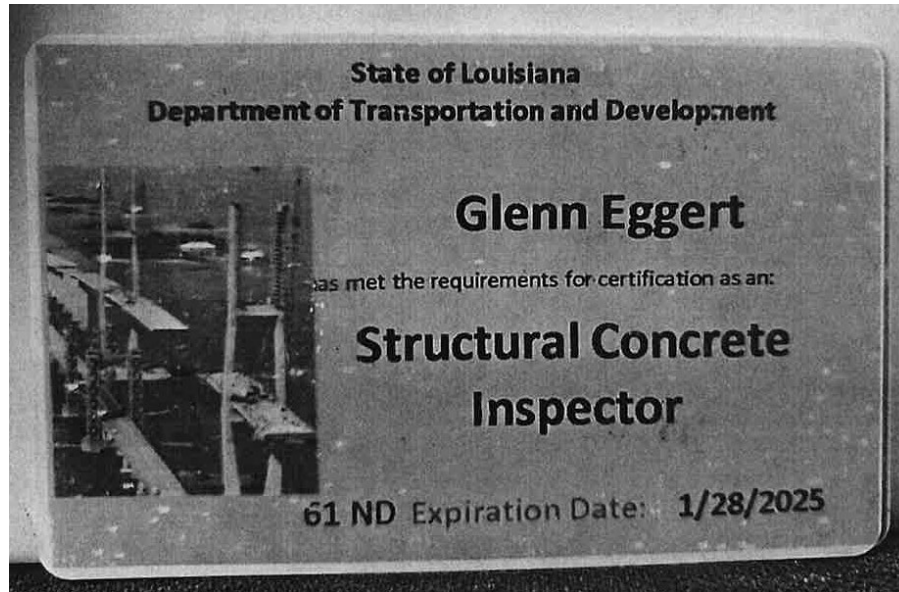 State of Louisiana
Department of Transportation and Development
Glenn Eggert
has met the requirements for certification as an:
Structural Concrete
Inspector
61 ND Expiration Date: 1/28/2025